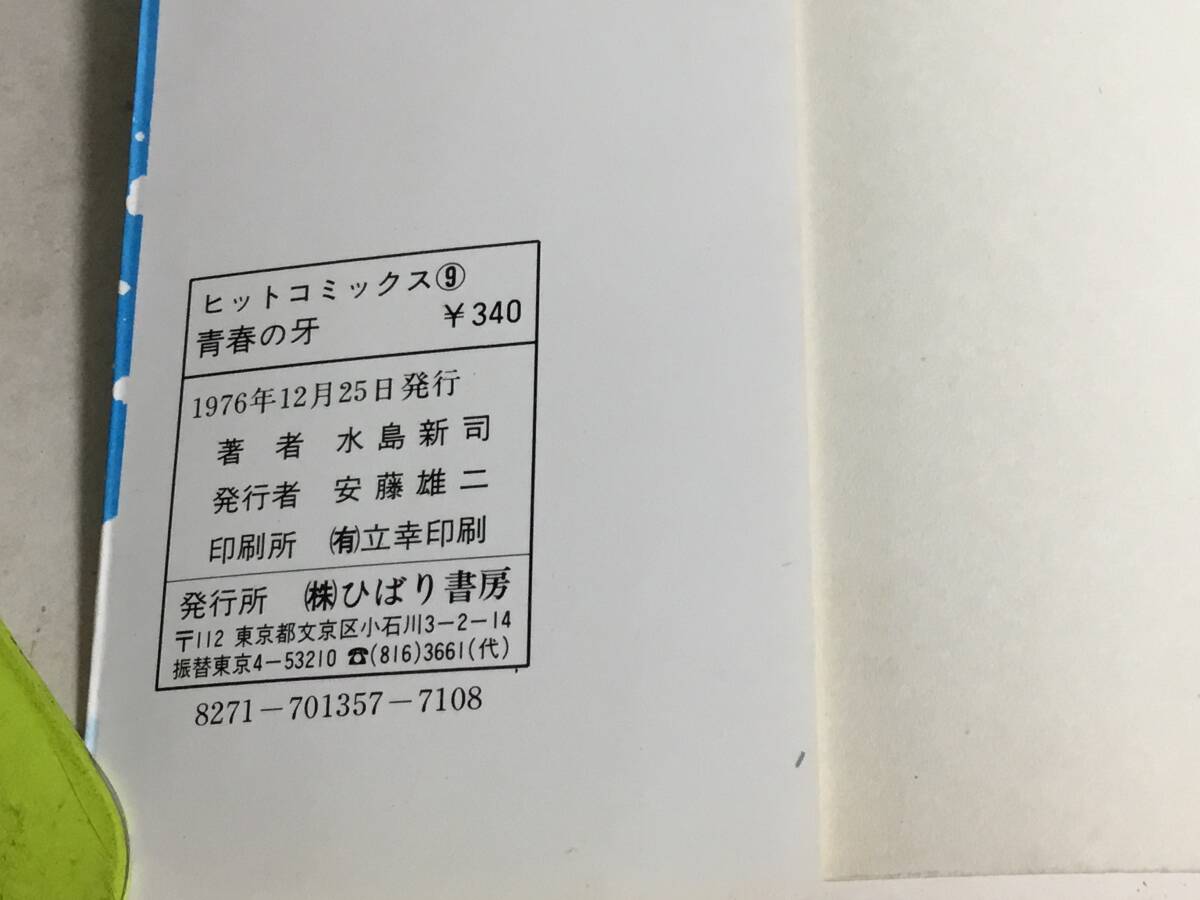 ヒットコミックス⑨
青春の牙 ￥340
1976年12月25日発行
著者 水島新司
発行者 安藤雄二
印刷所 ㈲立幸印刷
発行所 ㈱ひばり書房
〒112 東京都文京区小石川3-2-14
振替東京4-53210 ☎(816)3661(代)
8271-701357-7108